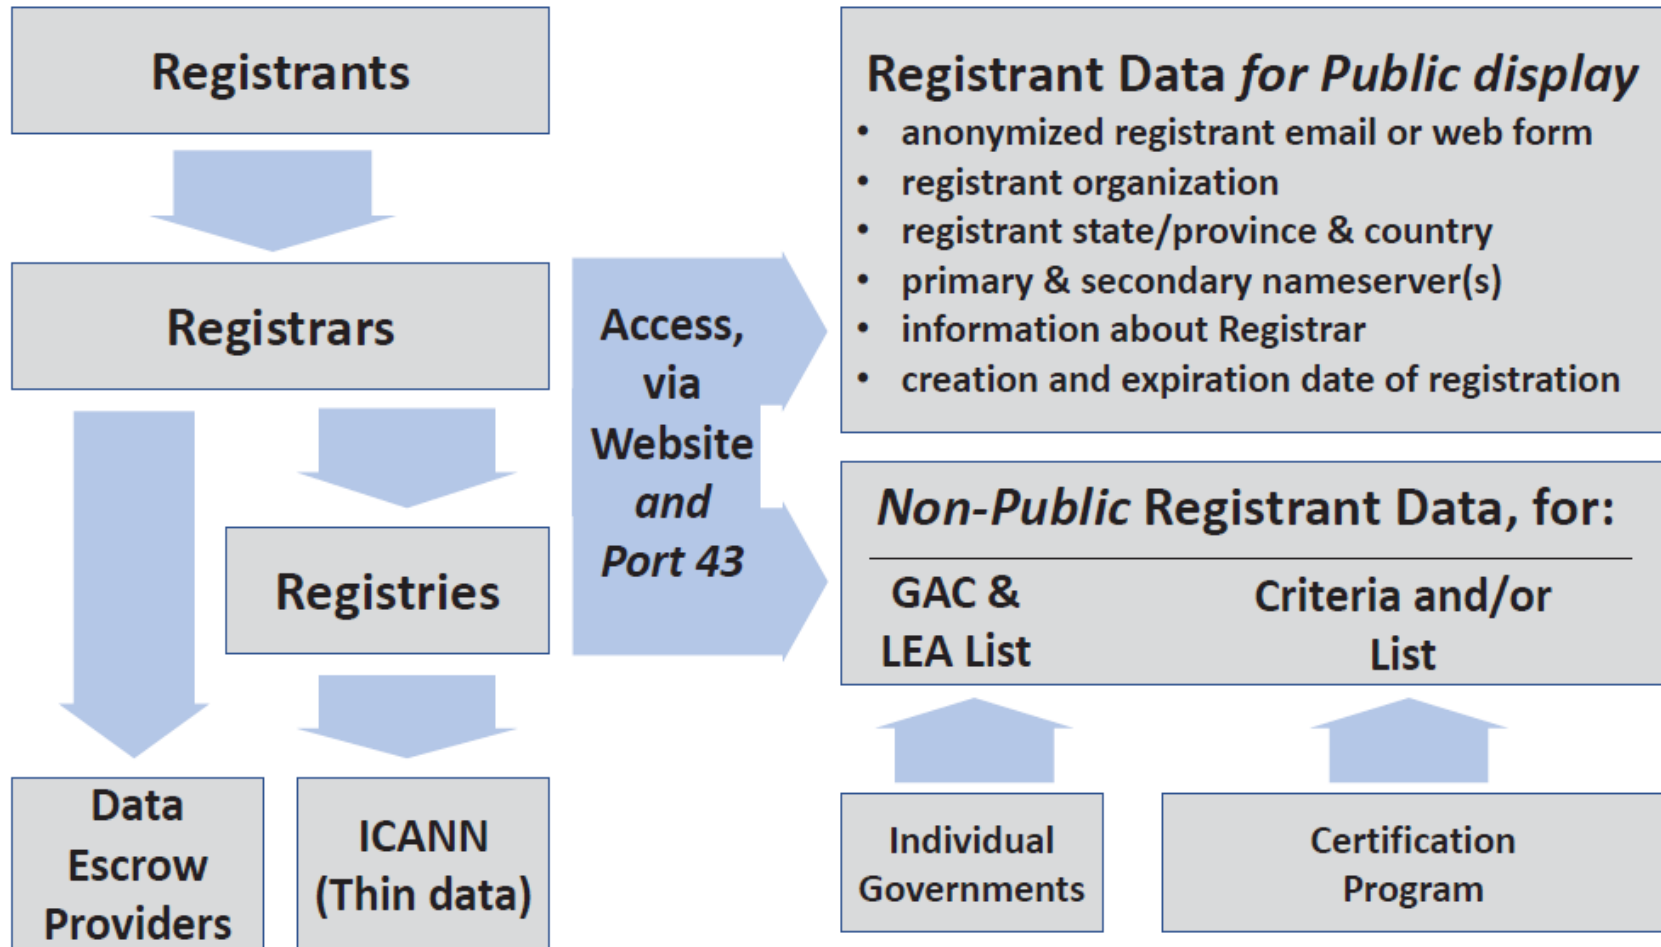 Registrants
Registrars
Registries
Data
Escrow
Providers
ICANN
(Thin data)
Access,
via
Website
and
Port 43
Registrant Data for Public display
• anonymized registrant email or web form
• registrant organization
• registrant state/province & country
• primary & secondary nameserver(s)
• information about Registrar
• creation and expiration date of registration
Non-Public Registrant Data, for:
GAC &
LEA List
Criteria and/or
List
Individual
Governments
Certification
Program